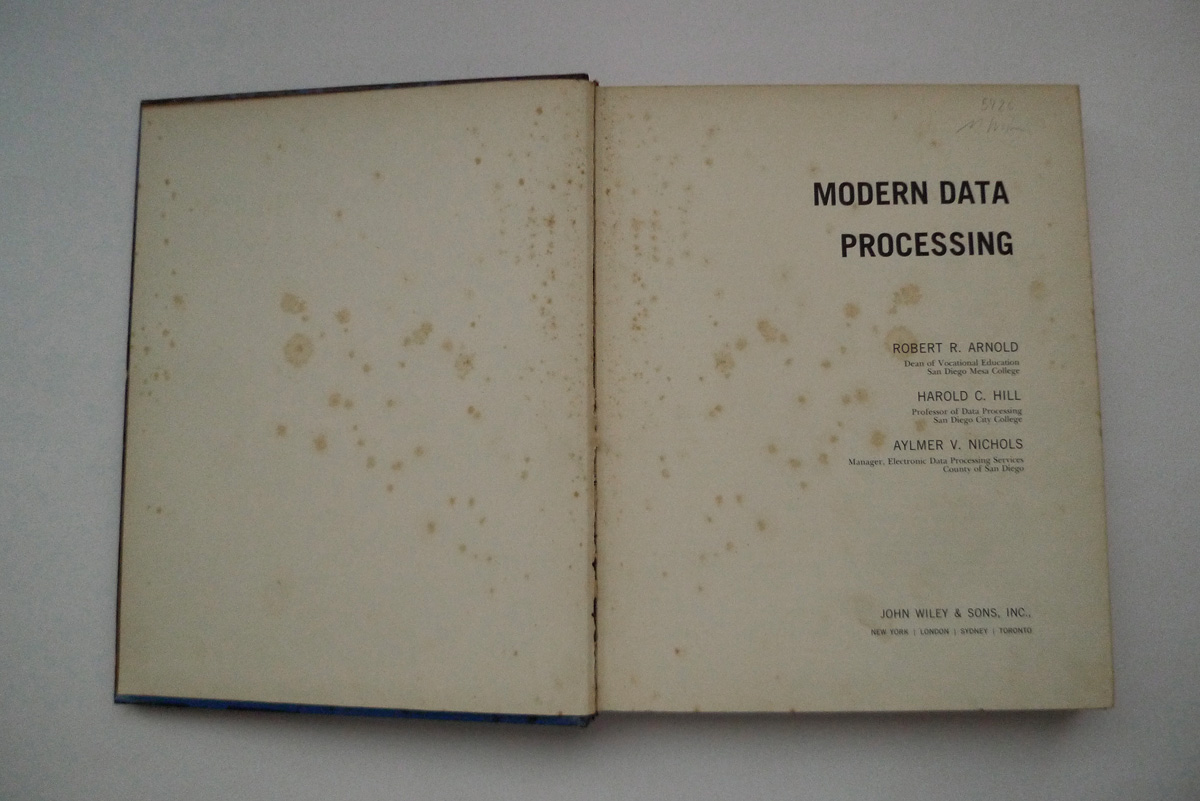 MODERN DATA
PROCESSING
ROBERT R. ARNOLD
Dean of Vocational Education
San Diego Mesa College
HAROLD C. HILL
Professor of Data Processing
San Diego City College
AYLMER V. NICHOLS
Manager, Electronic Data Processing Services
County of San Diego
JOHN WILEY & SONS, INC.,
NEW YORK | LONDON | SYDNEY | TORONTO